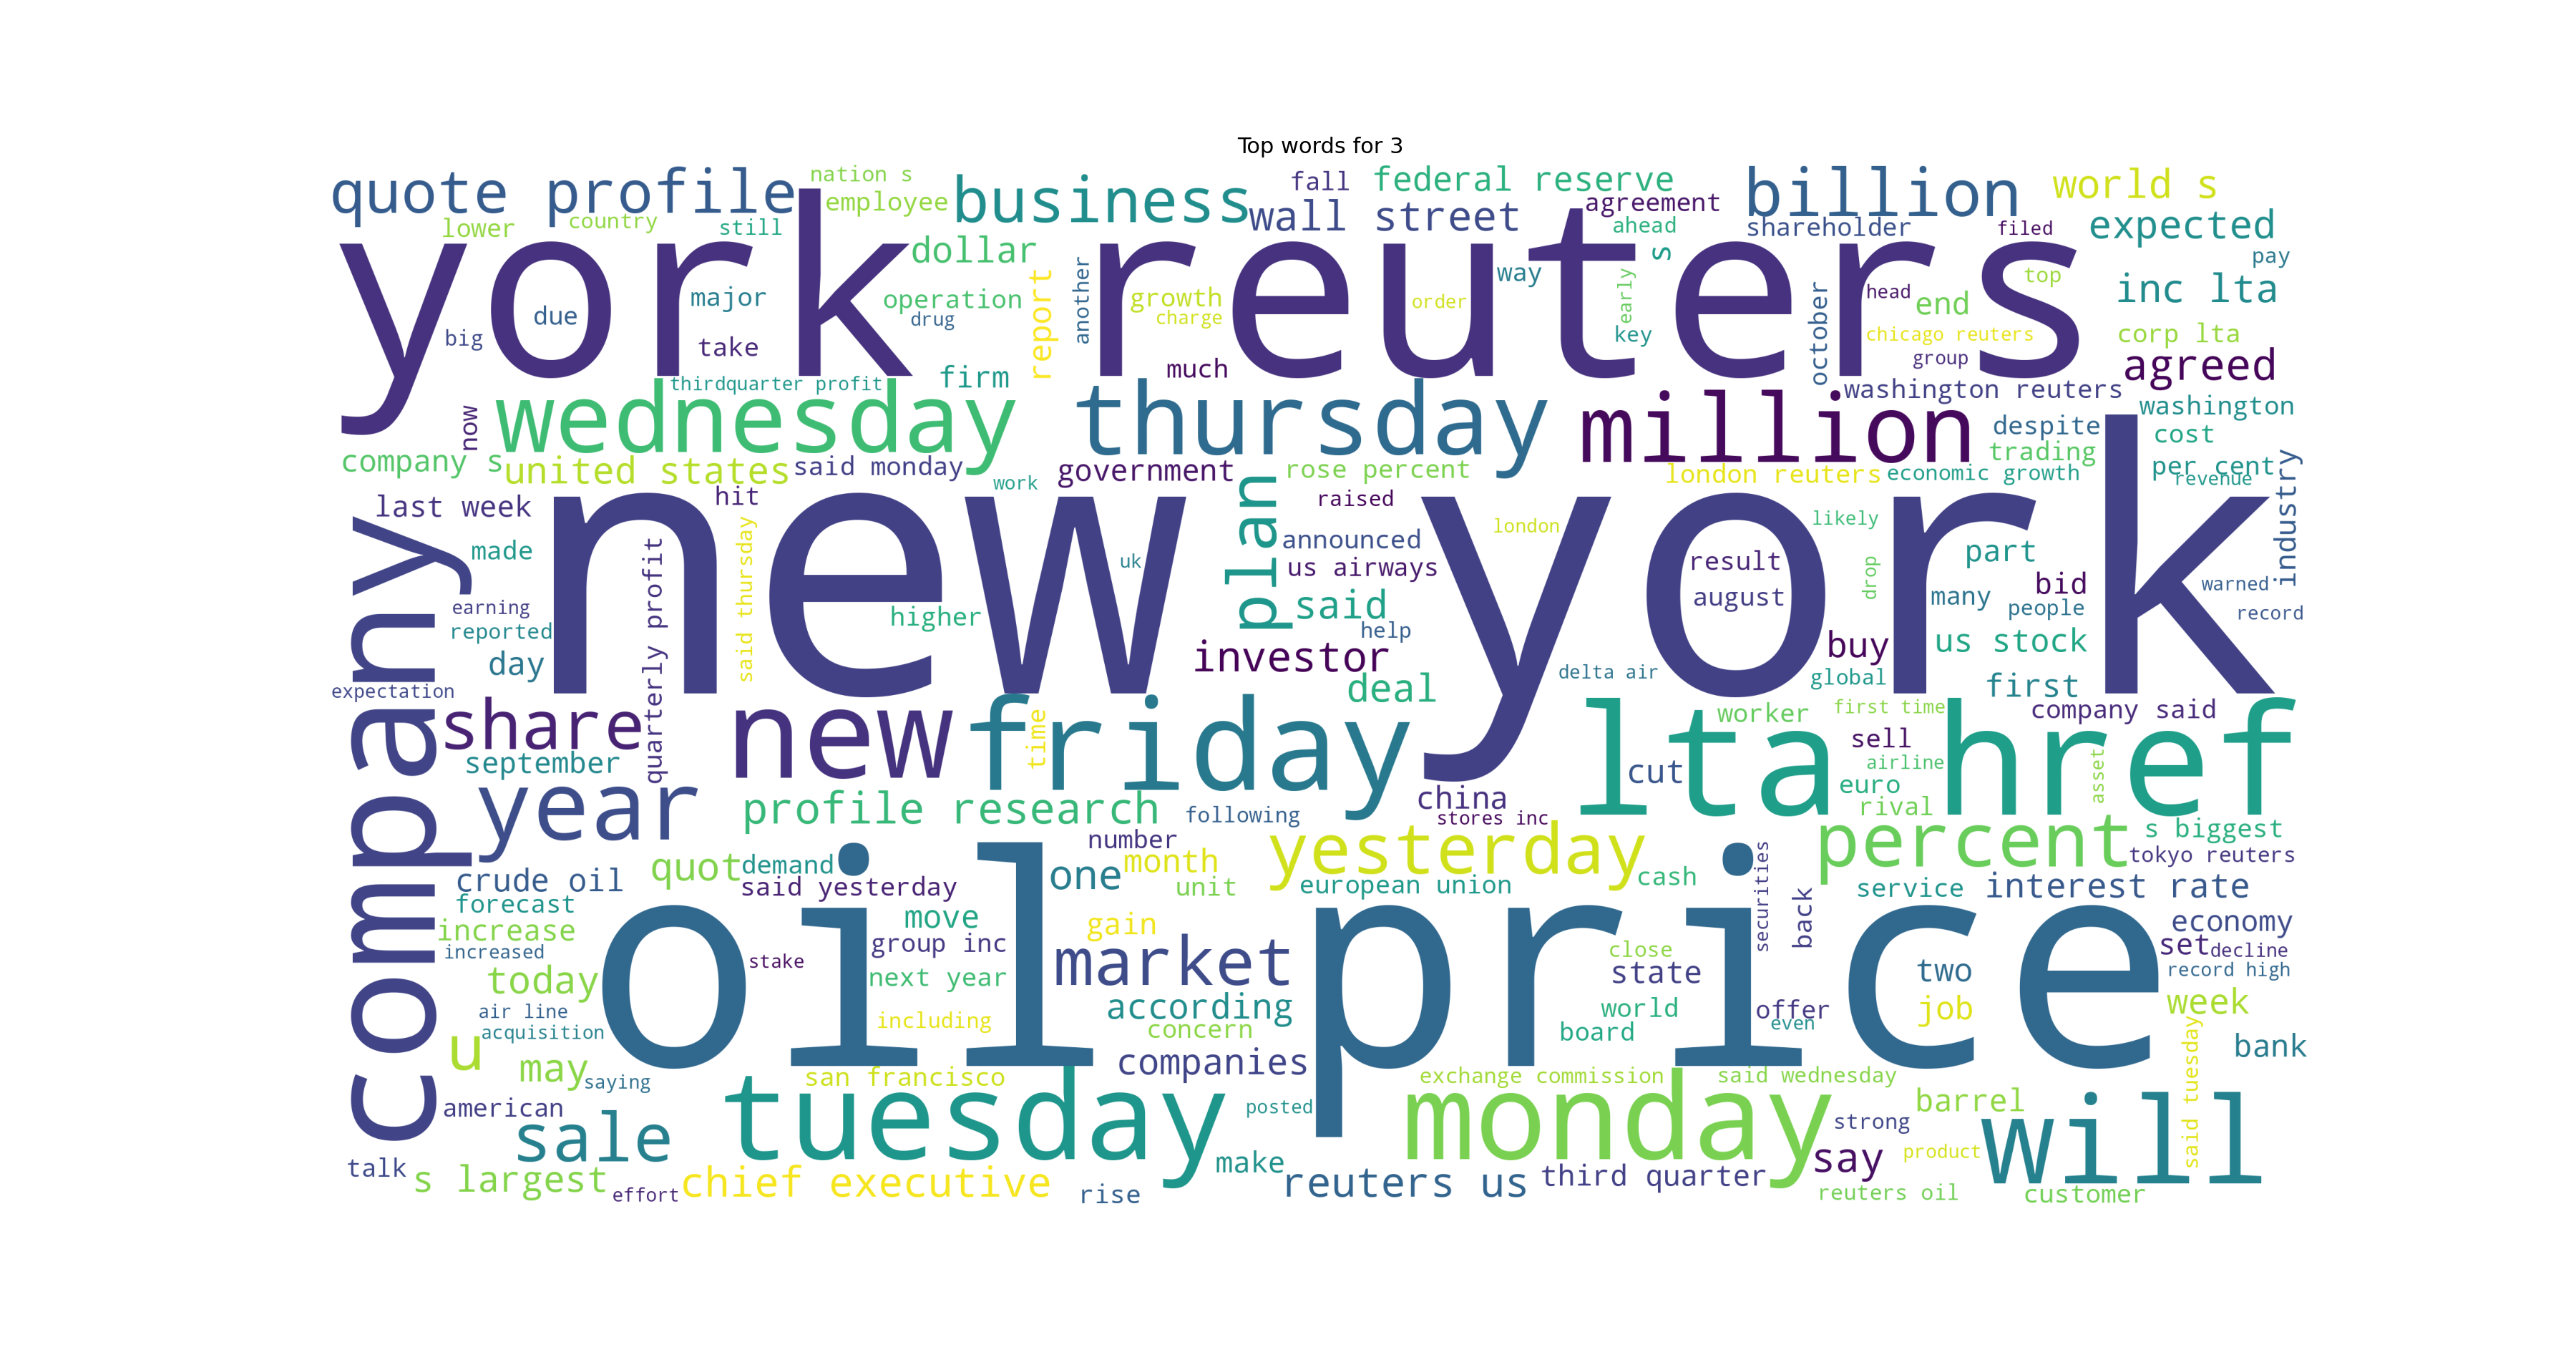 Top words for 3
quote profile
nation s
employee
business
fall
federal reserve
wall street
agreement
billion
world s
lower
country
still
dollar
ahead
shareholder
filed
expected
york reuters
s
pay
due
major
operation
drug
report
another
growth
charge
order
way
early
key
october
head
end
top
inc lta
big
take
chicago reuters
group
corp lta
thirdquarter profit
firm
much
washington reuters
agreed
now
wednesday
thursday
million
despite
washington
trading
cost
company s
united states
said monday
work
government
plan
rose percent
london reuters
economic growth
per cent
revenue
last week
hit
raised
industry
new york
made
said thursday
quarterly profit
uk
announced
us airways
london
likely
result
august
drop
part
bid
many
people
warned
record
earning
reported
higher
said
help
day
investor
buy
us stock
expectation
deal
delta air
global
first
company
share
new
friday
time
lta href
worker
first time
company said
september
sell
airline
asset
year
cut
euro
rival
profile research
following
china
stores inc
percent
s biggest
number
yesterday
tokyo reuters
crude oil
quot
demand
said yesterday
one
month
unit
european union
cash
securities
service
interest rate
forecast
increase
increased
move
gain
back
economy
oil price
group inc
market
close
set
decline
stake
today
next year
state
two
record high
air line
acquisition
including
according
concern
world
board
offer
even
job
week
u
may
saying
san francisco
companies
exchange commission
said wednesday
said tuesday
bank
american
tuesday
posted
monday
barrel
strong
will
sale
talk
s largest
effort
chief executive
make
rise
reuters us
third quarter
say
product
reuters oil
customer